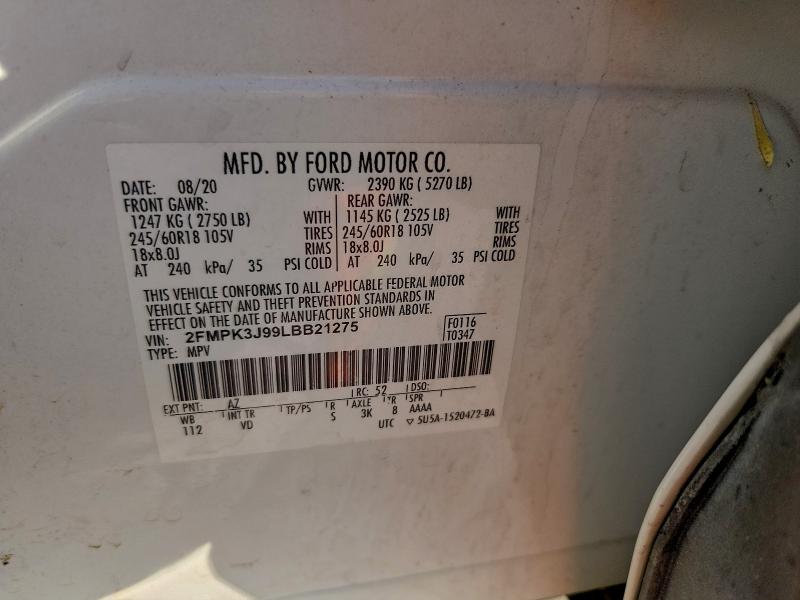 MFD. BY FORD MOTOR CO.
DATE: 08/20 GVWR: 2390 KG ( 5270 LB)
FRONT GAWR: REAR GAWR:
1247 KG ( 2750 LB) WITH 1145 KG ( 2525 LB) WITH
245/60R18 105V TIRES 245/60R18 105V TIRES
18x8.0J RIMS 18x8.0J RIMS
AT 240 kPa/ 35 PSI COLD AT 240 kPa/ 35 PSI COLD
THIS VEHICLE CONFORMS TO ALL APPLICABLE FEDERAL MOTOR
VEHICLE SAFETY AND THEFT PREVENTION STANDARDS IN
EFFECT ON THE DATE OF MANUFACTURE SHOWN ABOVE.
VIN: 2FMPK3J99LBB21275 F0116
TYPE: MPV T0347
EXT PNT: AZ RC: 52 DSO:
WB INT TR TP/PS R AXLE TR SPR
112 VD S 3K 8 AAAA
UTC ▽ 5U5A-1520472-BA